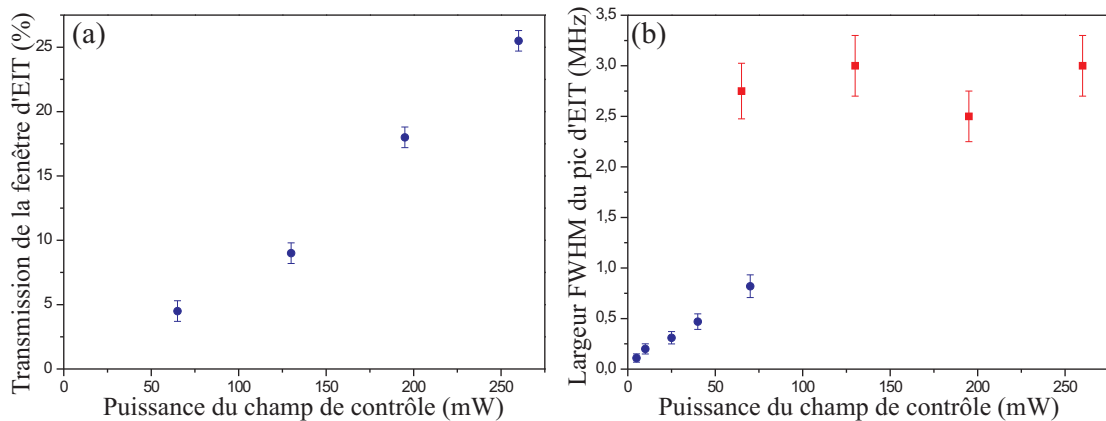 (a)
Transmission de la fenêtre d'EIT (%)
25
20
15
10
5
0
0 50 100 150 200 250
Puissance du champ de contrôle (mW)
(b)
Largeur FWHM du pic d'EIT (MHz)
3,5
3,0
2,5
2,0
1,5
1,0
0,5
0,0
0 50 100 150 200 250
Puissance du champ de contrôle (mW)